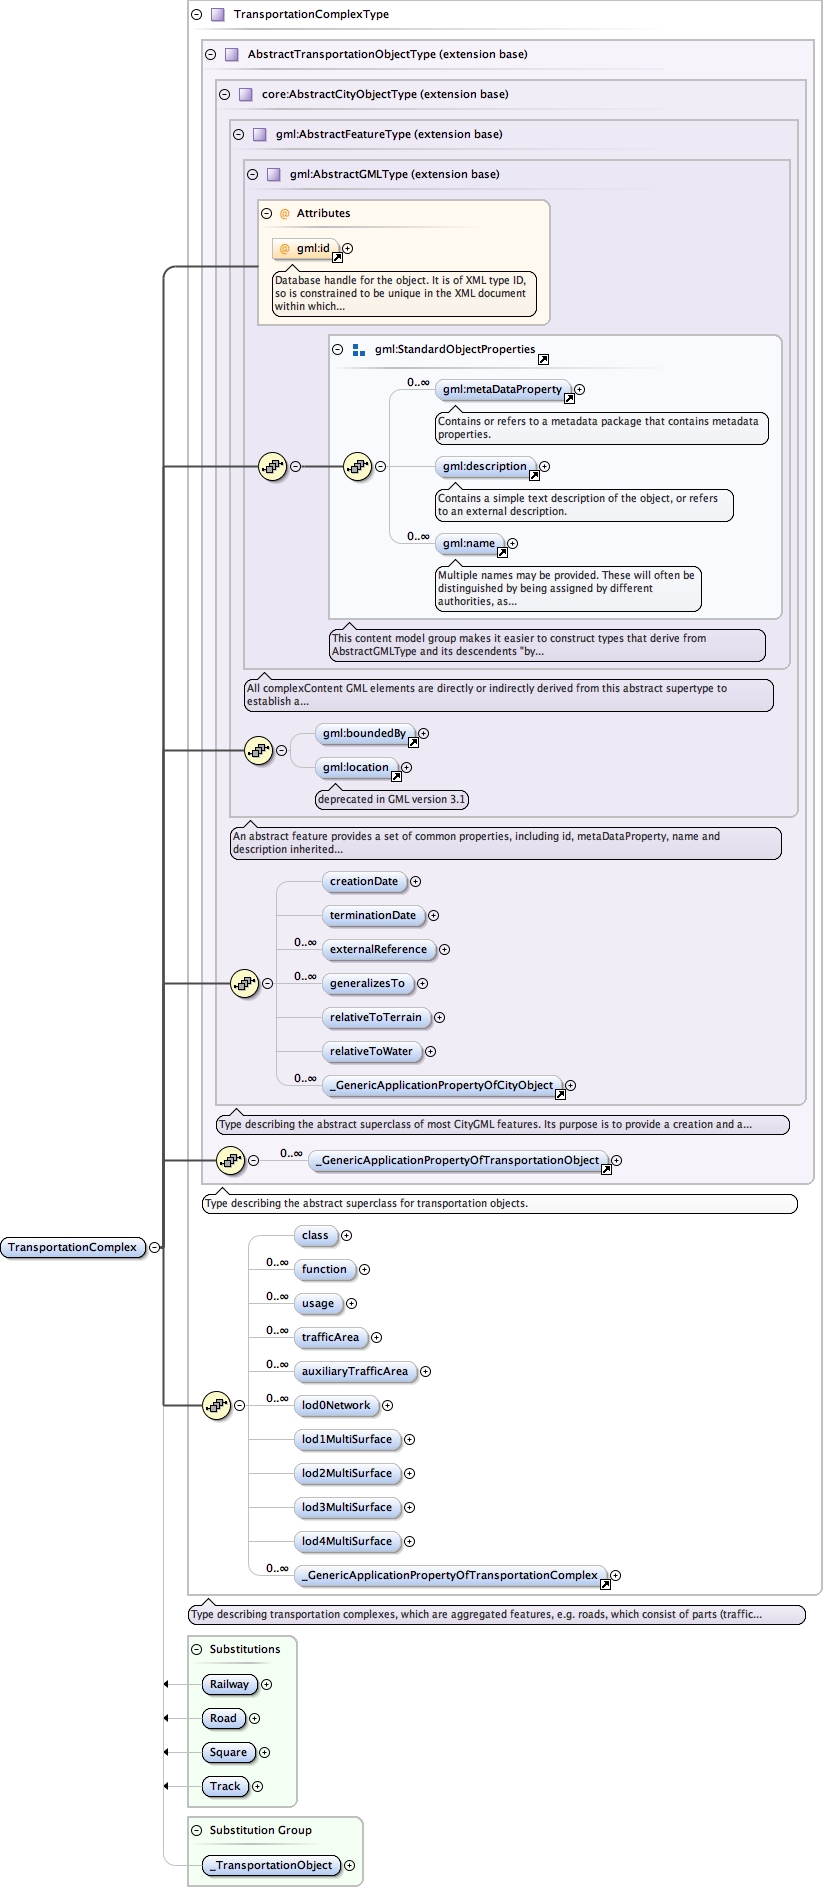 TransportationComplexType
AbstractTransportationObjectType (extension base)
core:AbstractCityObjectType (extension base)
gml:AbstractFeatureType (extension base)
gml:AbstractGMLType (extension base)
@ Attributes
@ gml:id
Database handle for the object. It is of XML type ID,
so is constrained to be unique in the XML document
within which...
gml:StandardObjectProperties
0..∞
gml:metaDataProperty
Contains or refers to a metadata package that contains metadata
properties.
gml:description
Contains a simple text description of the object, or refers
to an external description.
0..∞
gml:name
Multiple names may be provided. These will often be
distinguished by being assigned by different
authorities, as...
This content model group makes it easier to construct types that derive from
AbstractGMLType and its descendents "by...
All complexContent GML elements are directly or indirectly derived from this abstract supertype to
establish a...
gml:boundedBy
gml:location
deprecated in GML version 3.1
An abstract feature provides a set of common properties, including id, metaDataProperty, name and
description inherited...
creationDate
terminationDate
0..∞
externalReference
0..∞
generalizesTo
relativeToTerrain
relativeToWater
0..∞
_GenericApplicationPropertyOfCityObject
Type describing the abstract superclass of most CityGML features. Its purpose is to provide a creation and a...
0..∞
_GenericApplicationPropertyOfTransportationObject
Type describing the abstract superclass for transportation objects.
TransportationComplex
class
0..∞
function
0..∞
usage
0..∞
trafficArea
0..∞
auxiliaryTrafficArea
0..∞
lod0Network
lod1MultiSurface
lod2MultiSurface
lod3MultiSurface
lod4MultiSurface
0..∞
_GenericApplicationPropertyOfTransportationComplex
Type describing transportation complexes, which are aggregated features, e.g. roads, which consist of parts (traffic...
Substitutions
Railway
Road
Square
Track
Substitution Group
_TransportationObject